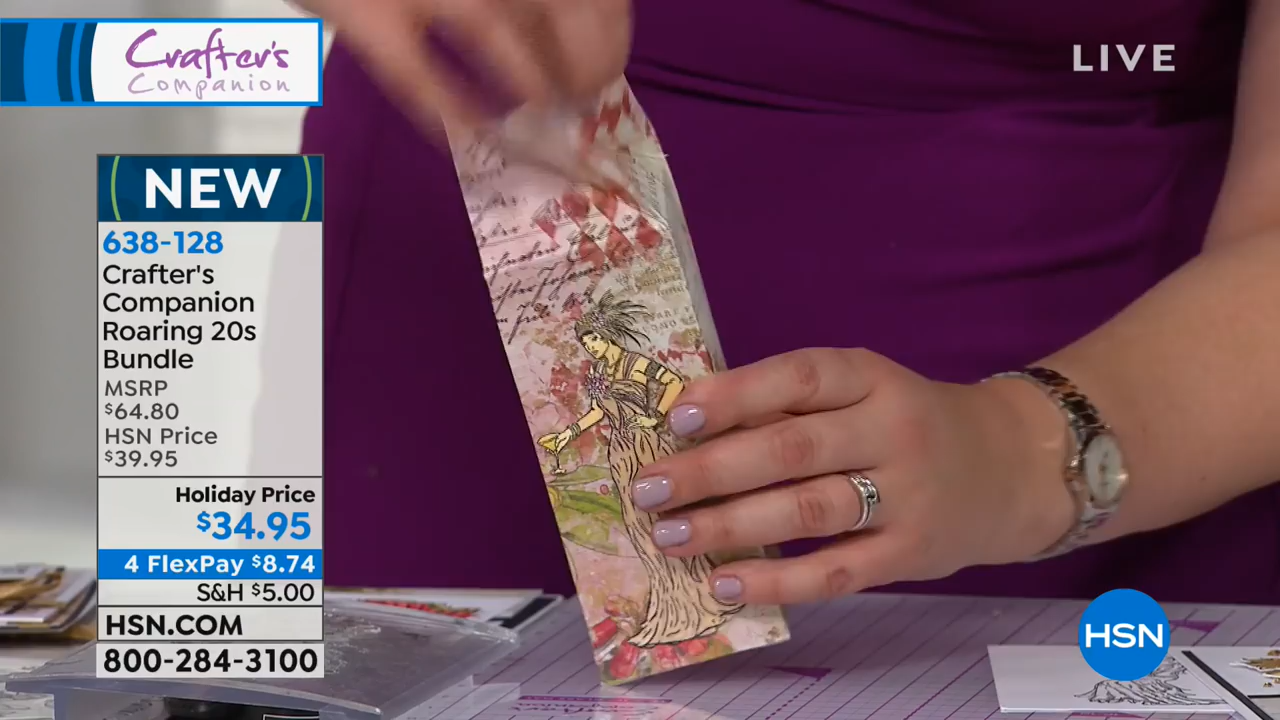 Crafter's
Companion
LIVE
NEW
638-128
Crafter's
Companion
Roaring 20s
Bundle
MSRP
$64.80
HSN Price
$39.95
Holiday Price
$34.95
4 FlexPay $8.74
S&H $5.00
HSN.COM
800-284-3100
HSN